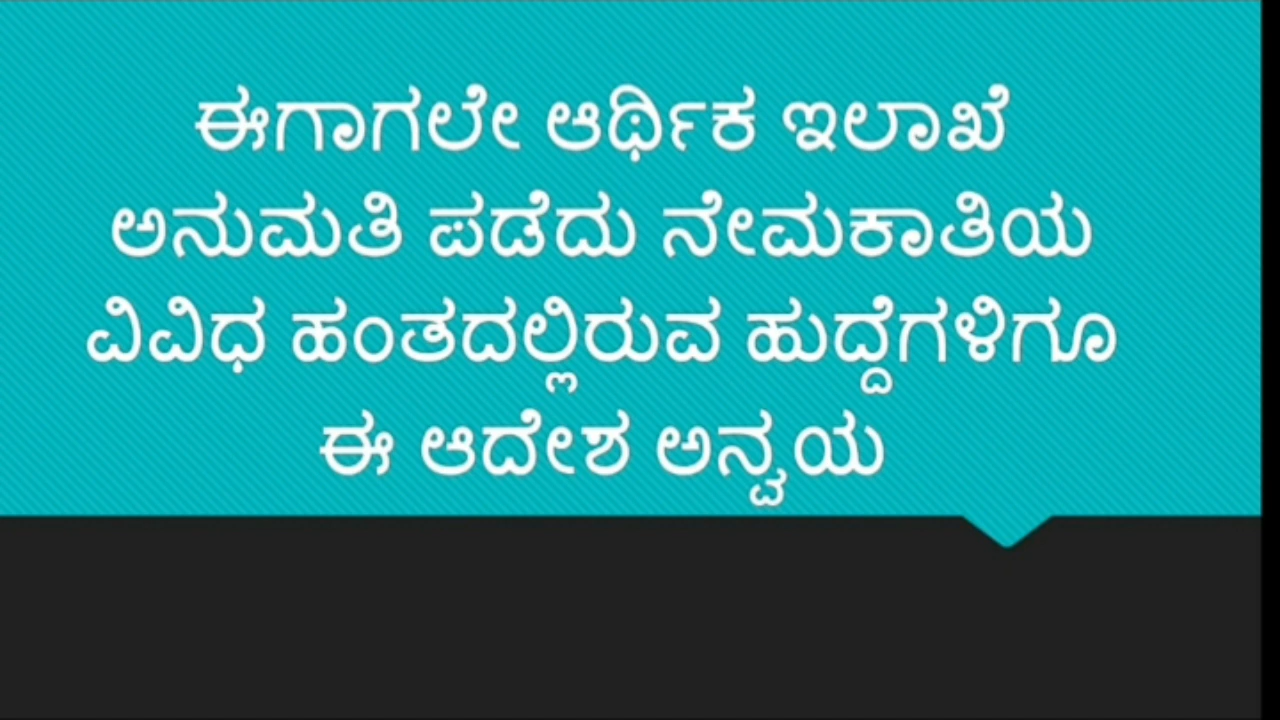 ಈಗಾಗಲೇ ಆರ್ಥಿಕ ಇಲಾಖೆ
ಅನುಮತಿ ಪಡೆದು ನೇಮಕಾತಿಯ
ವಿವಿಧ ಹಂತದಲ್ಲಿರುವ ಹುದ್ದೆಗಳಿಗೂ
ಈ ಆದೇಶ ಅನ್ವಯ